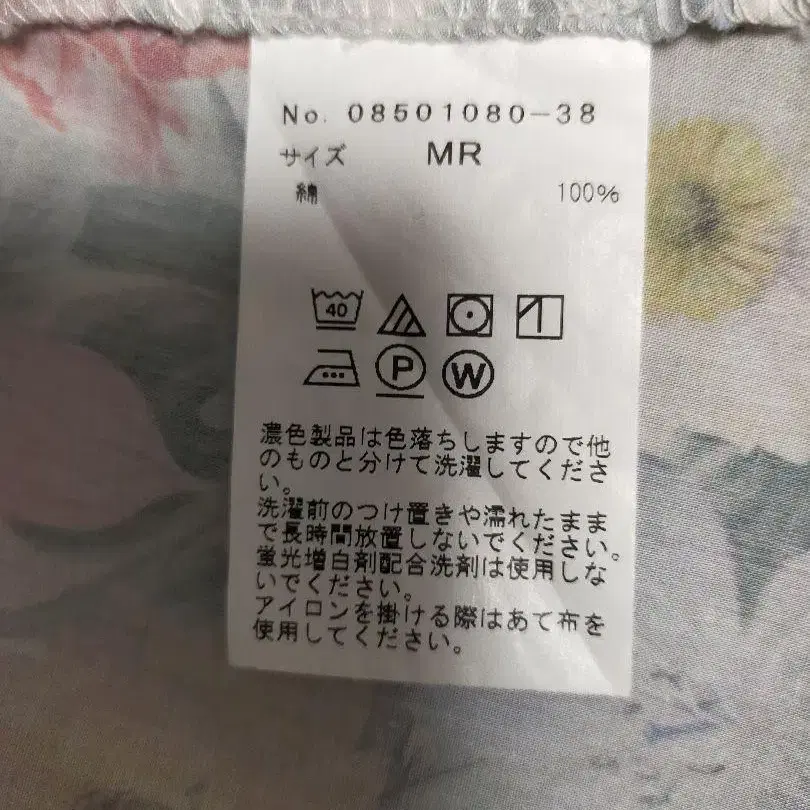 No. 08501080-38
サイズ MR
綿 100%
40
P W
濃色製品は色落ちしますので他
のものと分けて洗濯してくださ
い。
洗濯前のつけ置きや濡れたまま
で長時間放置しないでください。
蛍光増白剤配合洗剤は使用しな
いでください。
アイロンを掛ける際はあて布を
使用してください。